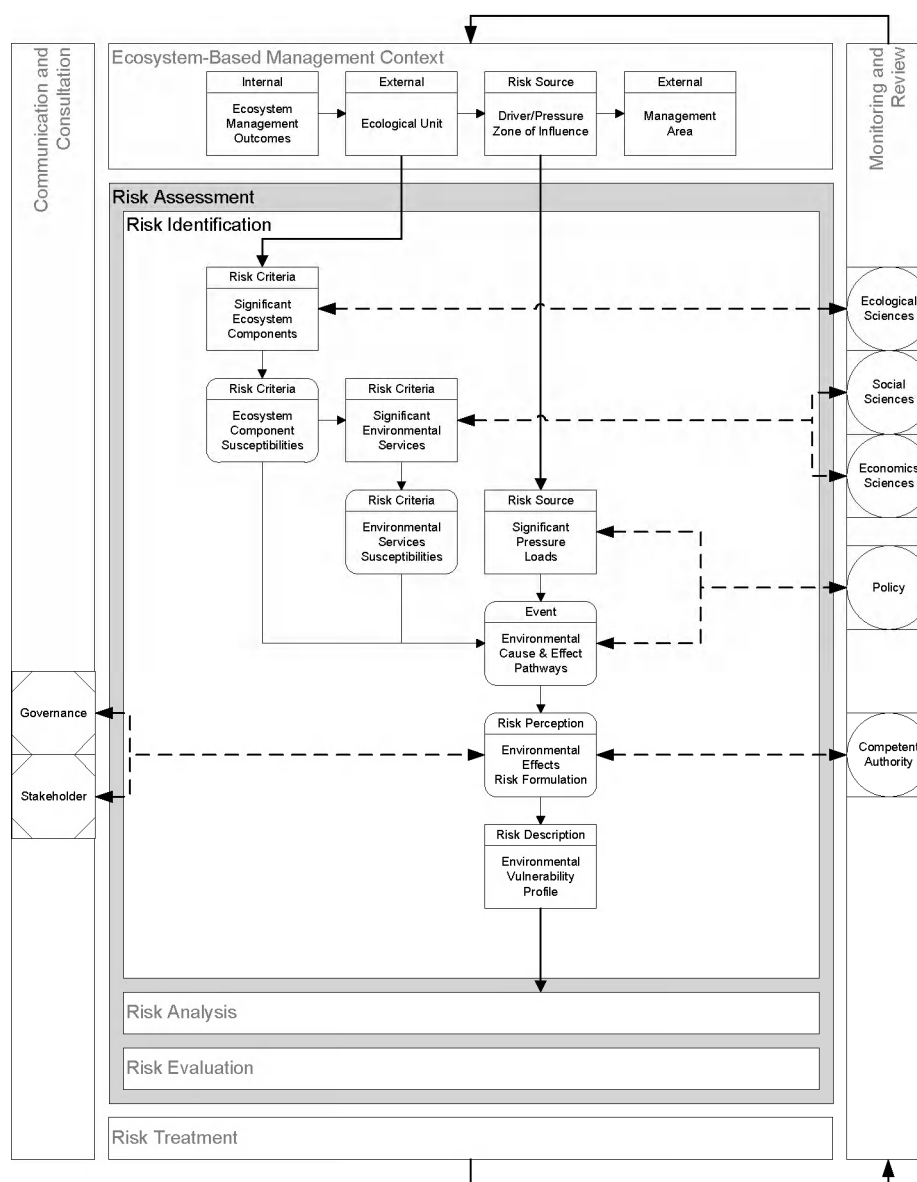 Communication and
Consultation
Ecosystem-Based Management Context
Internal
Ecosystem
Management
Outcomes
External
Ecological Unit
Risk Source
Driver/Pressure
Zone of Influence
External
Management
Area
Monitoring and
Review
Risk Assessment
Risk Identification
Risk Criteria
Significant
Ecosystem
Components
Ecological
Sciences
Risk Criteria
Ecosystem
Component
Susceptibilities
Risk Criteria
Significant
Environmental
Services
Social
Sciences
Economics
Sciences
Risk Criteria
Environmental
Services
Susceptibilities
Risk Source
Significant
Pressure
Loads
Policy
Event
Environmental
Cause & Effect
Pathways
Governance
Stakeholder
Risk Perception
Environmental
Effects
Risk Formulation
Competent
Authority
Risk Description
Environmental
Vulnerability
Profile
Risk Analysis
Risk Evaluation
Risk Treatment